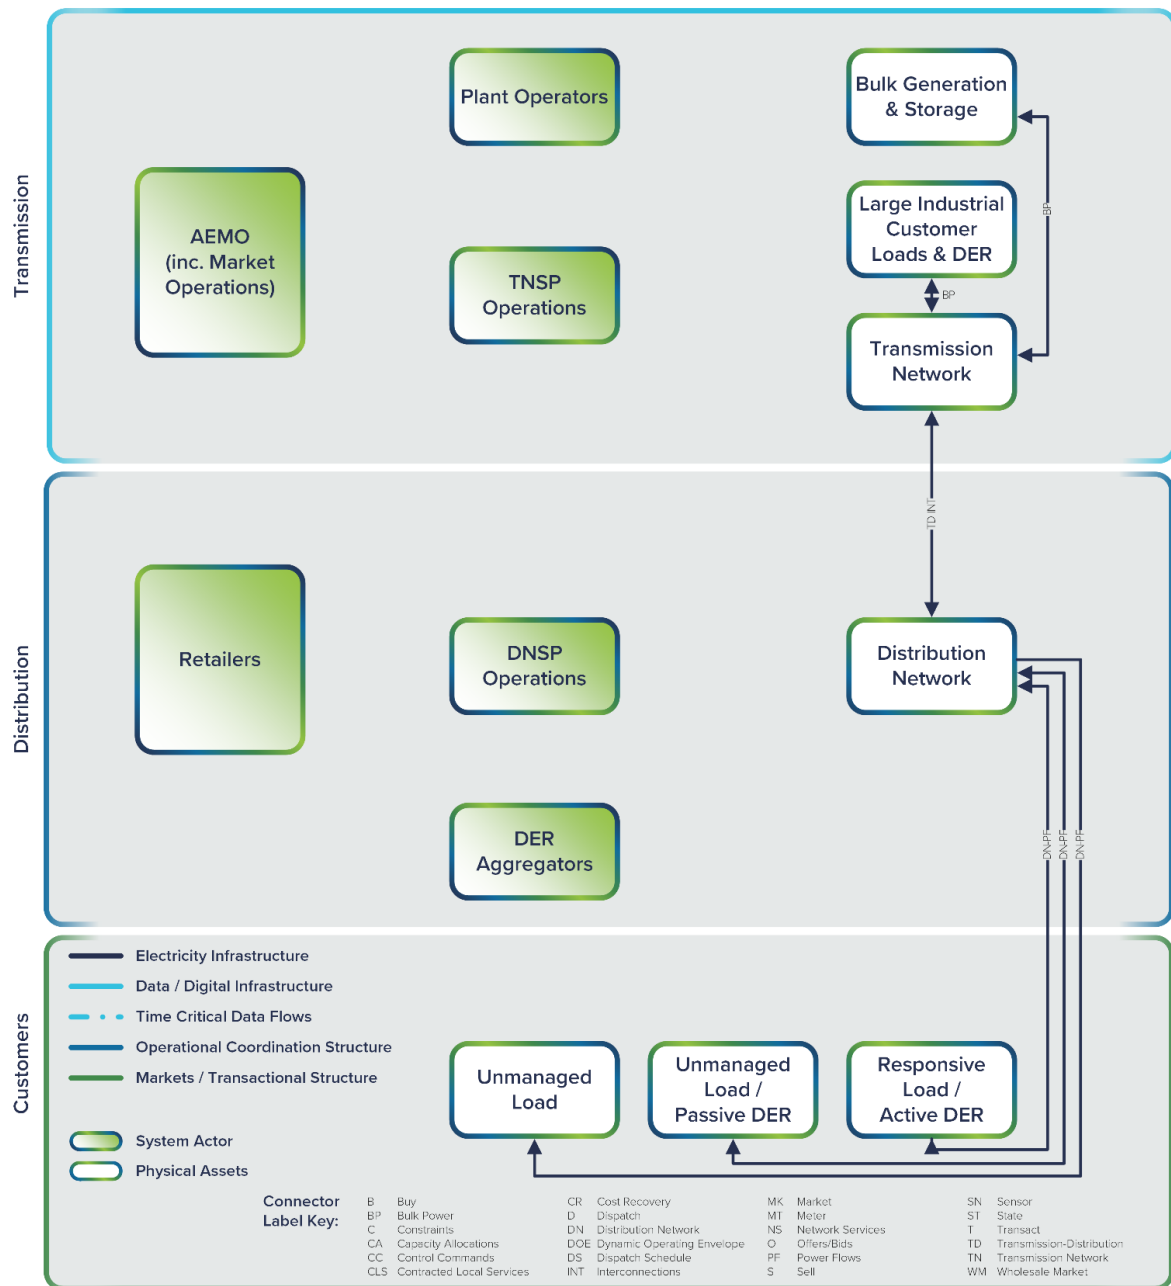 Transmission
Plant Operators
Bulk Generation
& Storage
AEMO
(inc. Market
Operations)
Large Industrial
Customer
Loads & DER
BP
TNSP
Operations
BP
Transmission
Network
TD INT
Distribution
Retailers
DNSP
Operations
Distribution
Network
DER
Aggregators
DN-PF
DN-PF
DN-PF
Customers
Electricity Infrastructure
Data / Digital Infrastructure
Time Critical Data Flows
Operational Coordination Structure
Markets / Transactional Structure
System Actor
Physical Assets
Unmanaged
Load
Unmanaged
Load /
Passive DER
Responsive
Load /
Active DER
Connector
Label Key:
B Buy
BP Bulk Power
C Constraints
CA Capacity Allocations
CC Control Commands
CLS Contracted Local Services
CR Cost Recovery
D Dispatch
DN Distribution Network
DOE Dynamic Operating Envelope
DS Dispatch Schedule
INT Interconnections
MK Market
MT Meter
NS Network Services
O Offers/Bids
PF Power Flows
S Sell
SN Sensor
ST State
T Transact
TD Transmission-Distribution
TN Transmission Network
WM Wholesale Market